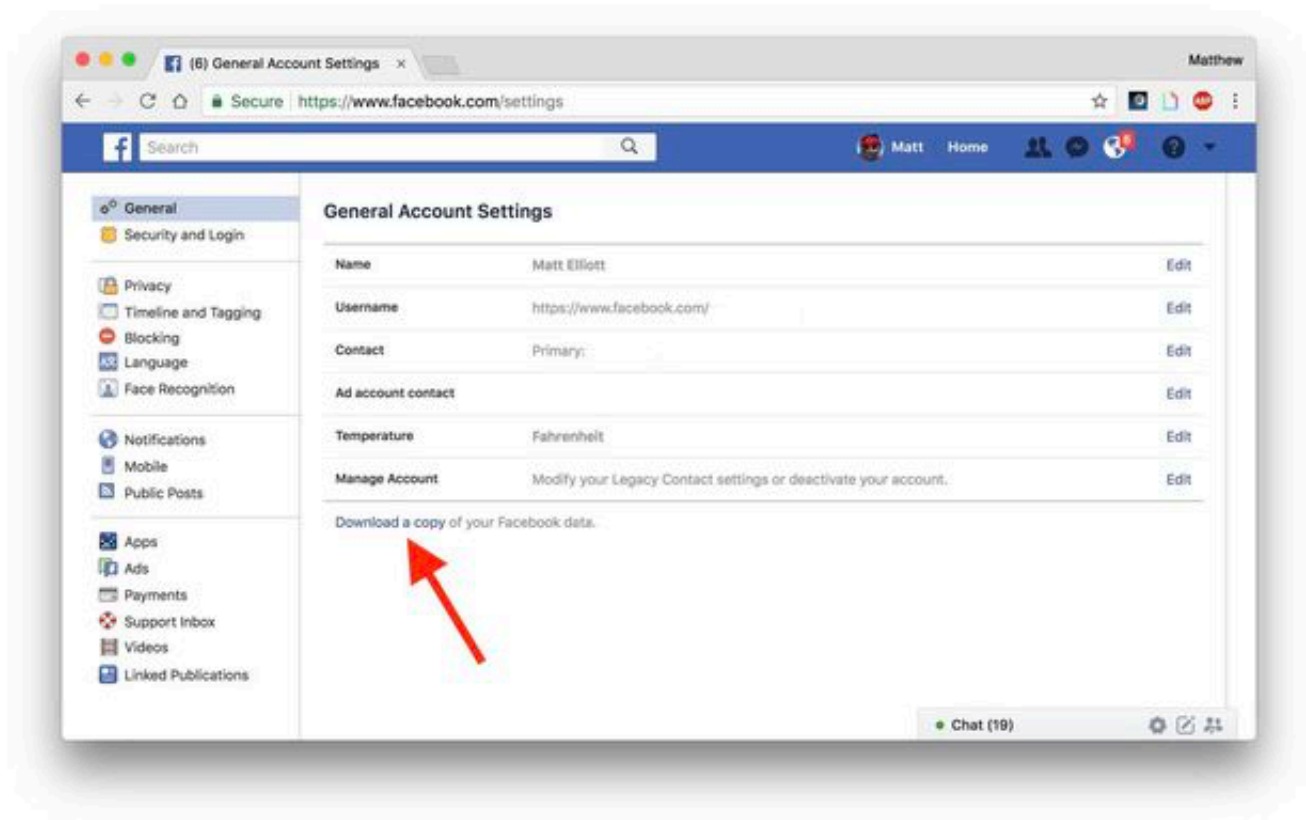 (6) General Account Settings ×
Matthew
Secure https://www.facebook.com/settings
f Search
Matt Home
General
Security and Login
Privacy
Timeline and Tagging
Blocking
Language
Face Recognition
Notifications
Mobile
Public Posts
Apps
Ads
Payments
Support Inbox
Videos
Linked Publications
General Account Settings
Name Matt Elliott Edit
Username https://www.facebook.com/ Edit
Contact Primary: Edit
Ad account contact Edit
Temperature Fahrenheit Edit
Manage Account Modify your Legacy Contact settings or deactivate your account. Edit
Download a copy of your Facebook data.
Chat (19)